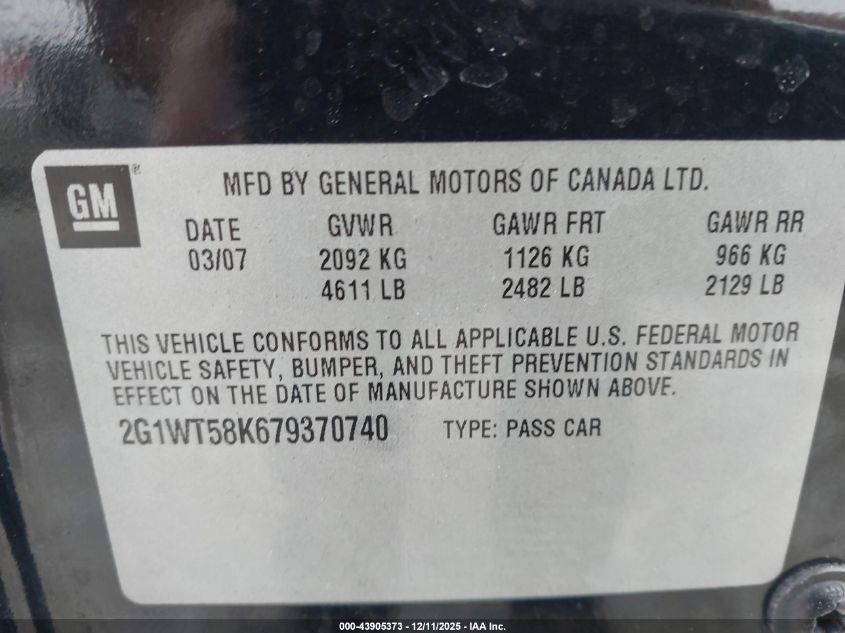 GM
MFD BY GENERAL MOTORS OF CANADA LTD.
DATE GVWR GAWR FRT GAWR RR
03/07 2092 KG 1126 KG 966 KG
4611 LB 2482 LB 2129 LB
THIS VEHICLE CONFORMS TO ALL APPLICABLE U.S. FEDERAL MOTOR
VEHICLE SAFETY, BUMPER, AND THEFT PREVENTION STANDARDS IN
EFFECT ON THE DATE OF MANUFACTURE SHOWN ABOVE.
2G1WT58K679370740 TYPE: PASS CAR
000-43905373 - 12/11/2025 - IAA Inc.